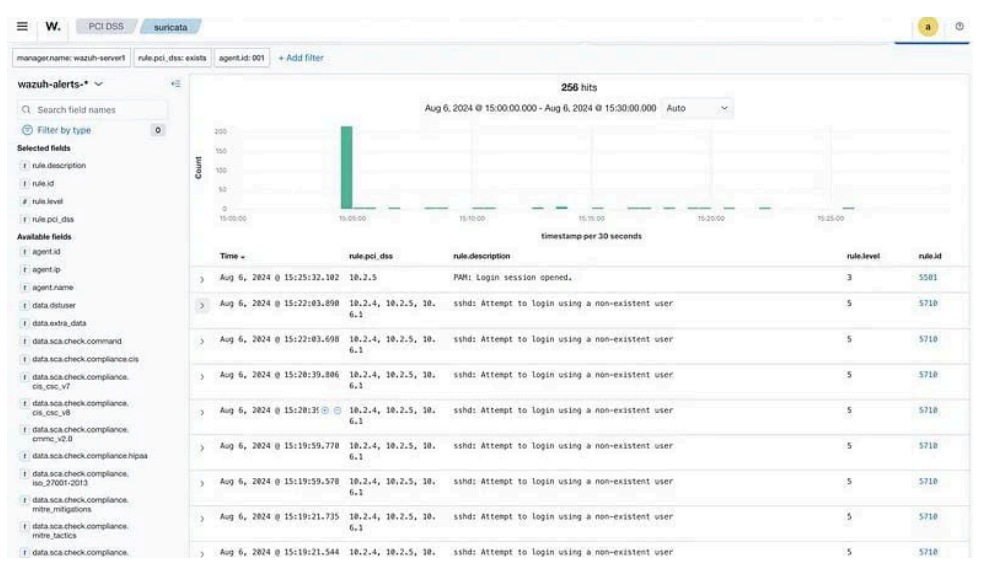 W. PCI DSS suricata a
manager.name: wazuh-server1 rule.pci_dss: exists agent.id: 001 + Add filter
wazuh-alerts-*
Search field names
Filter by type 0
Selected fields
t rule.description
t rule.id
# rule.level
t rule.pci_dss
Available fields
t agent.id
t agent.ip
t agent.name
t data.dstuser
t data.extra_data
t data.sca.check.command
t data.sca.check.compliance.cis
t data.sca.check.compliance.
cis_csc_v7
t data.sca.check.compliance.
cis_csc_v8
t data.sca.check.compliance.
cmmc_v2.0
t data.sca.check.compliance.hipaa
t data.sca.check.compliance.
iso_27001-2013
t data.sca.check.compliance.
mitre_mitigations
t data.sca.check.compliance.
mitre_tactics
t data.sca.check.compliance.
256 hits
Aug 6, 2024 @ 15:00:00.000 - Aug 6, 2024 @ 15:30:00.000 Auto
Count
200
150
100
50
0
15:00:00 15:05:00 15:10:00 15:15:00 15:20:00 15:25:00
timestamp per 30 seconds
Time rule.pci_dss rule.description rule.level rule.id
Aug 6, 2024 @ 15:25:32.102 10.2.5 PAM: Login session opened. 3 5501
Aug 6, 2024 @ 15:22:03.890 10.2.4, 10.2.5, 10. sshd: Attempt to login using a non-existent user 5 5710
6.1
Aug 6, 2024 @ 15:22:03.698 10.2.4, 10.2.5, 10. sshd: Attempt to login using a non-existent user 5 5710
6.1
Aug 6, 2024 @ 15:20:39.806 10.2.4, 10.2.5, 10. sshd: Attempt to login using a non-existent user 5 5710
6.1
Aug 6, 2024 @ 15:20:39 10.2.4, 10.2.5, 10. sshd: Attempt to login using a non-existent user 5 5710
6.1
Aug 6, 2024 @ 15:19:59.770 10.2.4, 10.2.5, 10. sshd: Attempt to login using a non-existent user 5 5710
6.1
Aug 6, 2024 @ 15:19:59.578 10.2.4, 10.2.5, 10. sshd: Attempt to login using a non-existent user 5 5710
6.1
Aug 6, 2024 @ 15:19:21.735 10.2.4, 10.2.5, 10. sshd: Attempt to login using a non-existent user 5 5710
6.1
Aug 6, 2024 @ 15:19:21.544 10.2.4, 10.2.5, 10. sshd: Attempt to login using a non-existent user 5 5710